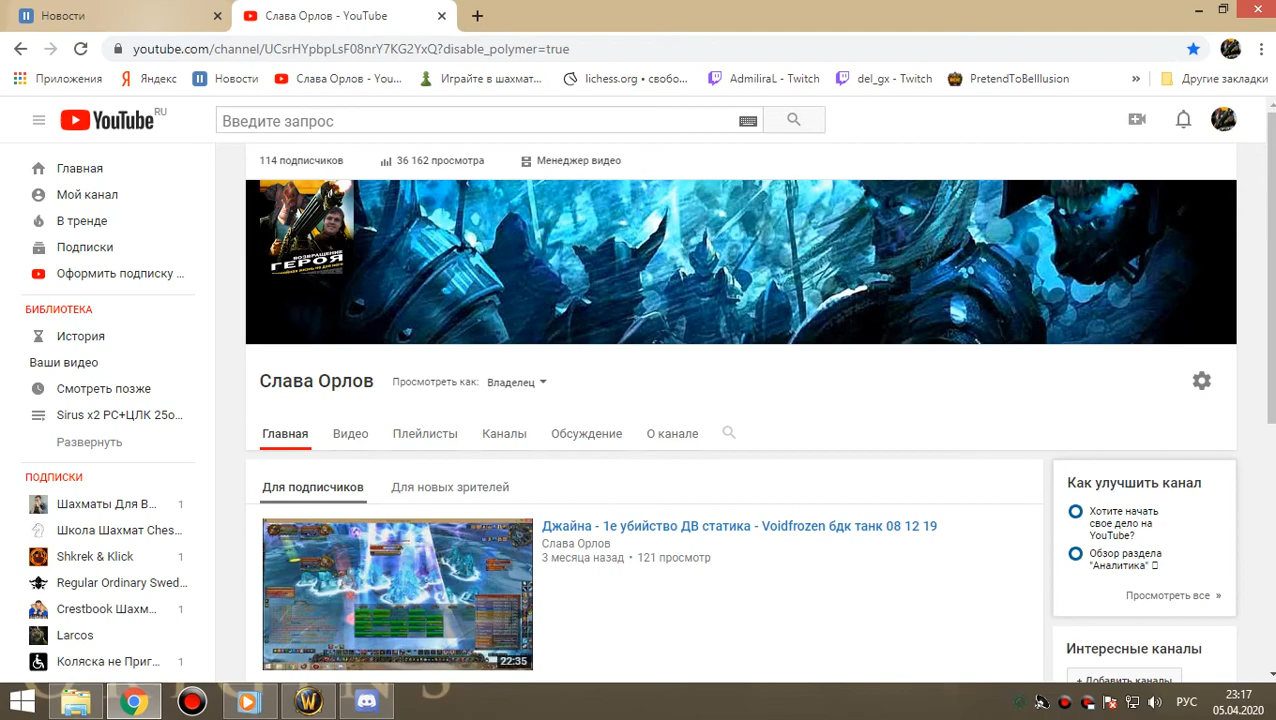 Новости
Слава Орлов - YouTube
youtube.com/channel/UCsrHYpbpLsF08nrY7KG2YxQ?disable_polymer=true
Приложения
Яндекс
Новости
Слава Орлов - You...
Играйте в шахмат...
lichess.org • свобо...
AdmiliraL - Twitch
del_gx - Twitch
PretendToBeIllusion
»
Другие закладки
YouTube RU
Введите запрос
Главная
Мой канал
В тренде
Подписки
Оформить подписку ...
БИБЛИОТЕКА
История
Ваши видео
Смотреть позже
Sirus x2 РС+ЦЛК 25о...
Развернуть
ПОДПИСКИ
Шахматы Для В... 1
Школа Шахмат Ches...
Shkrek & Klick 1
Regular Ordinary Swed...
Crestbook Шахм... 1
Larcos
Коляска не Приг... 1
114 подписчиков
36 162 просмотра
Менеджер видео
ВОЗВРАЩЕНИЕ
ГЕРОЯ
Слава Орлов
Просмотреть как: Владелец
Главная
Видео
Плейлисты
Каналы
Обсуждение
О канале
Для подписчиков
Для новых зрителей
Джайна - 1е убийство ДВ статика - Voidfrozen бдк танк 08 12 19
Слава Орлов
3 месяца назад • 121 просмотр
22:35
Как улучшить канал
Хотите начать
свое дело на
YouTube?
Обзор раздела
"Аналитика"
Просмотреть все »
Интересные каналы
+ Добавить каналы
РУС
23:17
05.04.2020